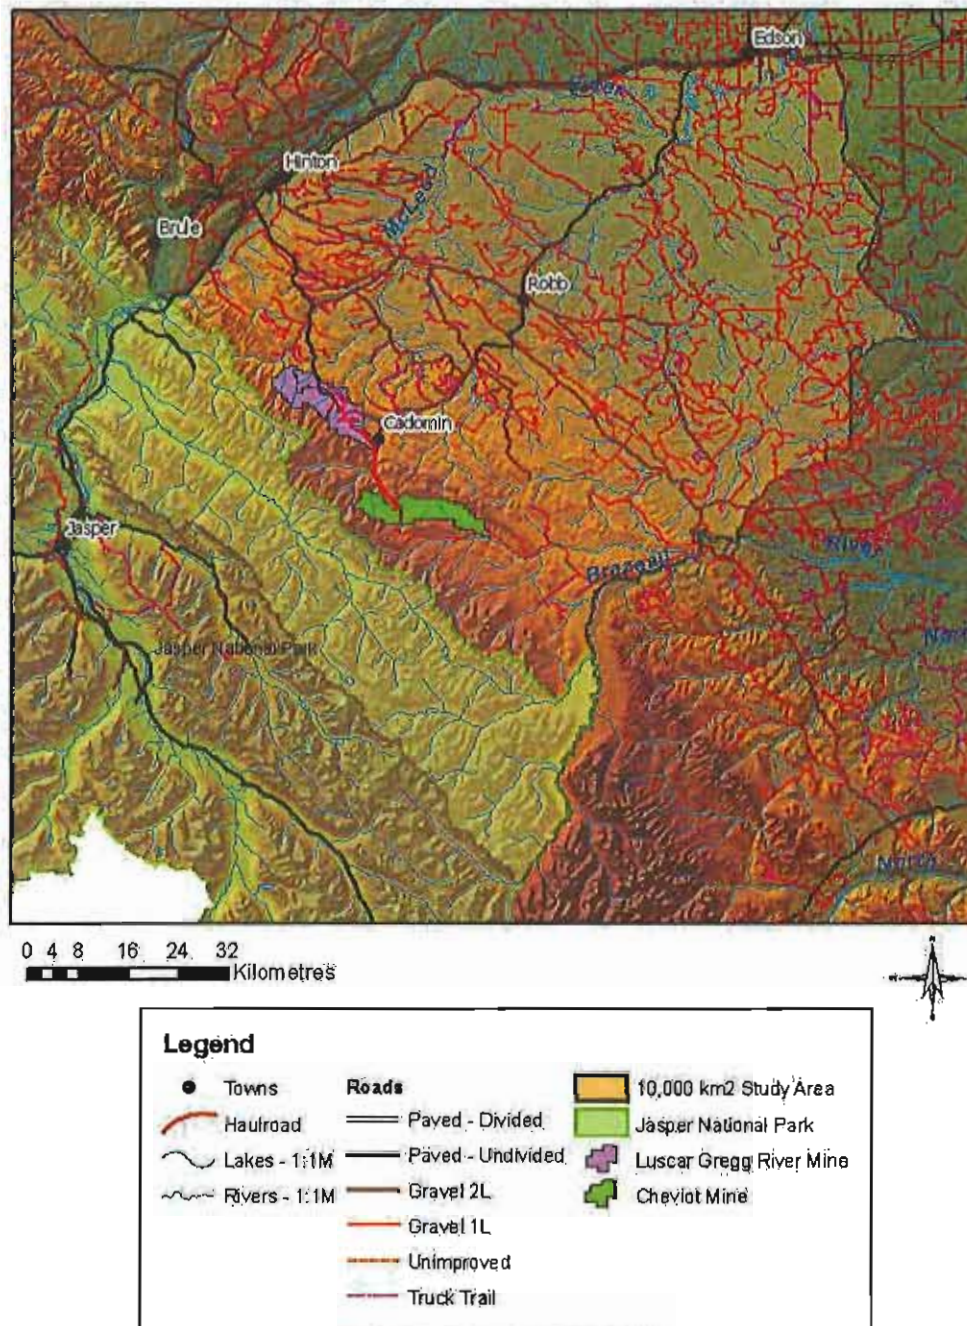 Edson
Hinton
McLeod
Brule
Robb
Cadomin
Jasper
River
Brazeau
Jasper National Park
Nort
North
0 4 8 16 24 32
Kilometres
Legend
Towns
Haulroad
Lakes - 1:1M
Rivers - 1:1M
Roads
Paved - Divided
Paved - Undivided
Gravel 2L
Gravel 1L
Unimproved
Truck Trail
10,000 km2 Study Area
Jasper National Park
Luscar Gregg River Mine
Cheviot Mine